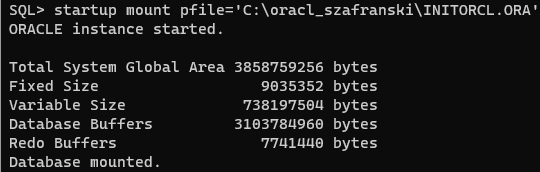 SQL> startup mount pfile='C:\oracl_szafranski\INITORCL.ORA'
ORACLE instance started.
Total System Global Area 3858759256 bytes
Fixed Size 9035352 bytes
Variable Size 738197504 bytes
Database Buffers 3103784960 bytes
Redo Buffers 7741440 bytes
Database mounted.